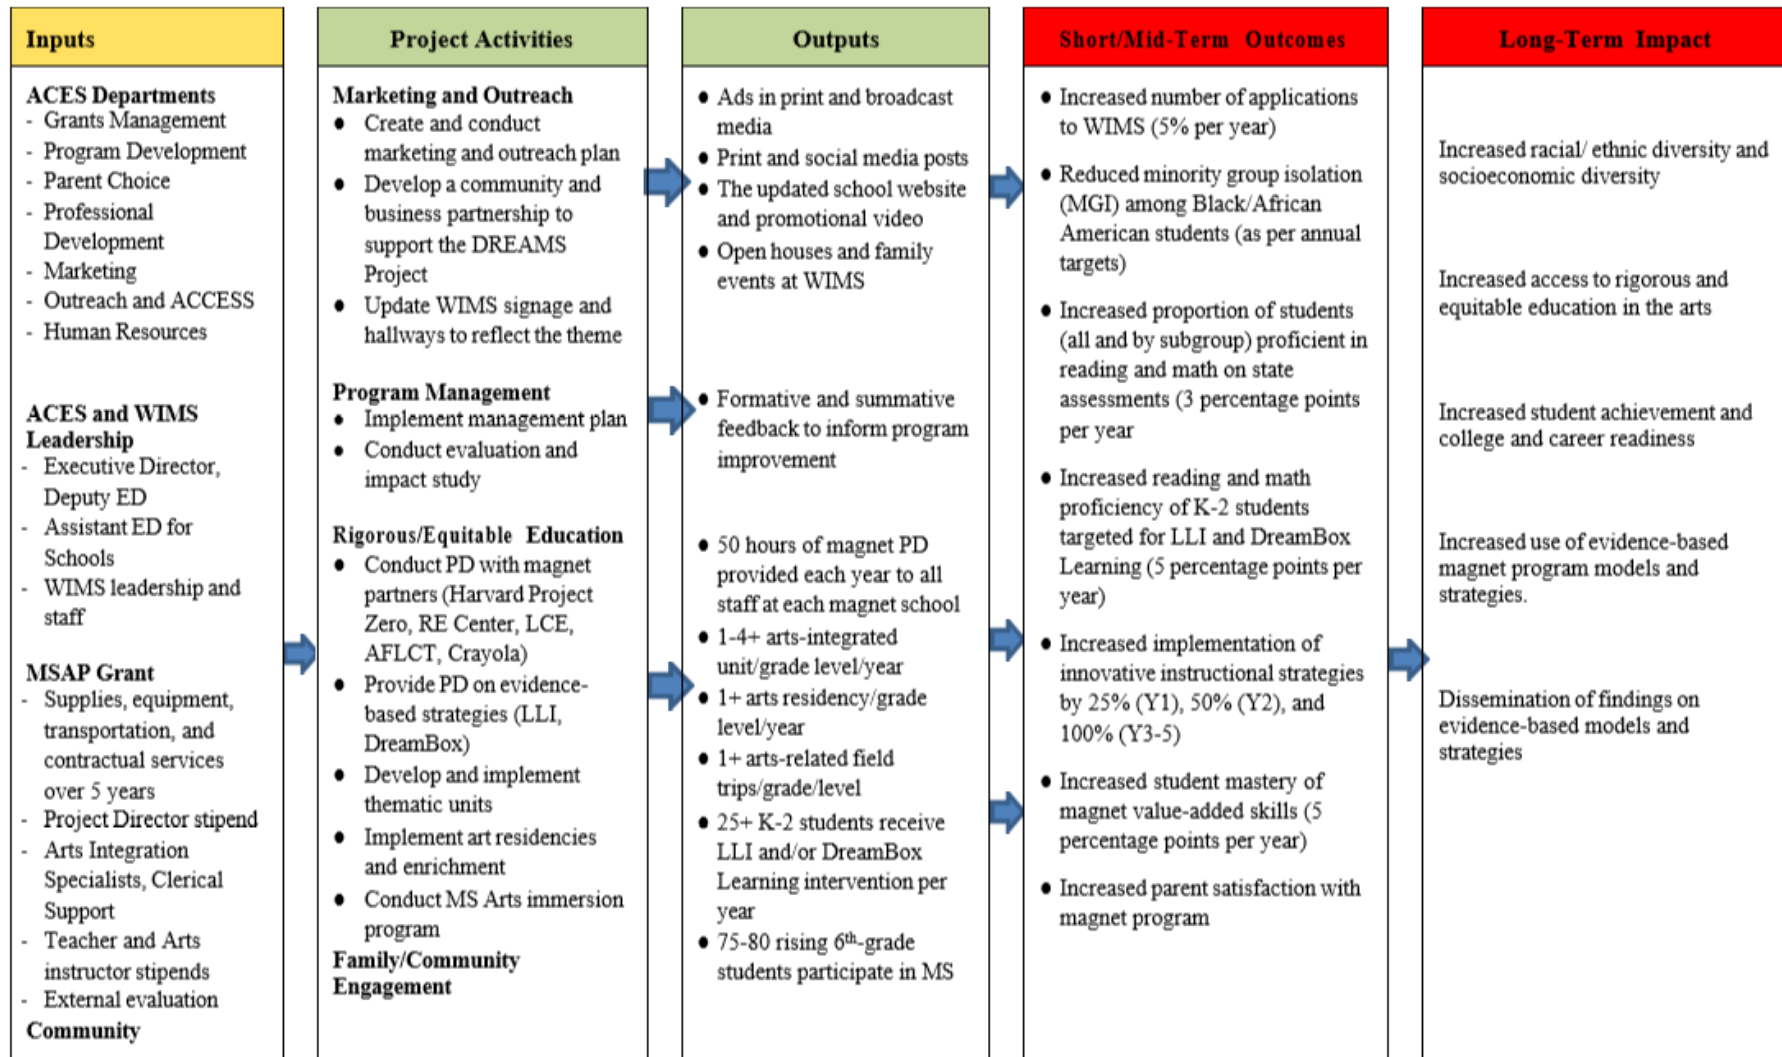 Inputs
ACES Departments
- Grants Management
- Program Development
- Parent Choice
- Professional
Development
- Marketing
- Outreach and ACCESS
- Human Resources
ACES and WIMS
Leadership
- Executive Director,
Deputy ED
- Assistant ED for
Schools
- WIMS leadership and
staff
MSAP Grant
- Supplies, equipment,
transportation, and
contractual services
over 5 years
- Project Director stipend
- Arts Integration
Specialists, Clerical
Support
- Teacher and Arts
instructor stipends
- External evaluation
Community
Project Activities
Marketing and Outreach
● Create and conduct
marketing and outreach plan
● Develop a community and
business partnership to
support the DREAMS
Project
● Update WIMS signage and
hallways to reflect the theme
Program Management
● Implement management plan
● Conduct evaluation and
impact study
Rigorous/Equitable Education
● Conduct PD with magnet
partners (Harvard Project
Zero, RE Center, LCE,
AFLCT, Crayola)
● Provide PD on evidence-
based strategies (LLI,
DreamBox)
● Develop and implement
thematic units
● Implement art residencies
and enrichment
● Conduct MS Arts immersion
program
Family/Community
Engagement
Outputs
● Ads in print and broadcast
media
● Print and social media posts
● The updated school website
and promotional video
● Open houses and family
events at WIMS
● Formative and summative
feedback to inform program
improvement
● 50 hours of magnet PD
provided each year to all
staff at each magnet school
● 1-4+ arts-integrated
unit/grade level/year
● 1+ arts residency/grade
level/year
● 1+ arts-related field
trips/grade/level
● 25+ K-2 students receive
LLI and/or DreamBox
Learning intervention per
year
● 75-80 rising 6th-grade
students participate in MS
Short/Mid-Term Outcomes
● Increased number of applications
to WIMS (5% per year)
● Reduced minority group isolation
(MGI) among Black/African
American students (as per annual
targets)
● Increased proportion of students
(all and by subgroup) proficient in
reading and math on state
assessments (3 percentage points
per year
● Increased reading and math
proficiency of K-2 students
targeted for LLI and DreamBox
Learning (5 percentage points per
year)
● Increased implementation of
innovative instructional strategies
by 25% (Y1), 50% (Y2), and
100% (Y3-5)
● Increased student mastery of
magnet value-added skills (5
percentage points per year)
● Increased parent satisfaction with
magnet program
Long-Term Impact
Increased racial/ ethnic diversity and
socioeconomic diversity
Increased access to rigorous and
equitable education in the arts
Increased student achievement and
college and career readiness
Increased use of evidence-based
magnet program models and
strategies.
Dissemination of findings on
evidence-based models and
strategies